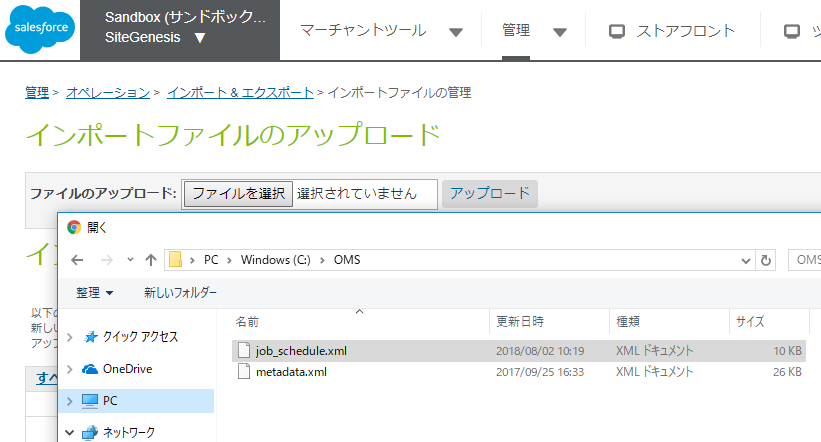 salesforce
Sandbox (サンドボック...
SiteGenesis ▼
マーチャントツール ▼
管理 ▼
ストアフロント
管理 > オペレーション > インポート & エクスポート > インポートファイルの管理
インポートファイルのアップロード
ファイルのアップロード: ファイルを選択 選択されていません アップロード
開く
PC > Windows (C:) > OMS
OMS
整理 ▼ 新しいフォルダー
以下の
新しい
アップ
すべ
名前 更新日時 種類 サイズ
クイック アクセス
OneDrive
PC
ネットワーク
job_schedule.xml 2018/08/02 10:19 XML ドキュメント 10 KB
metadata.xml 2017/09/25 16:33 XML ドキュメント 26 KB